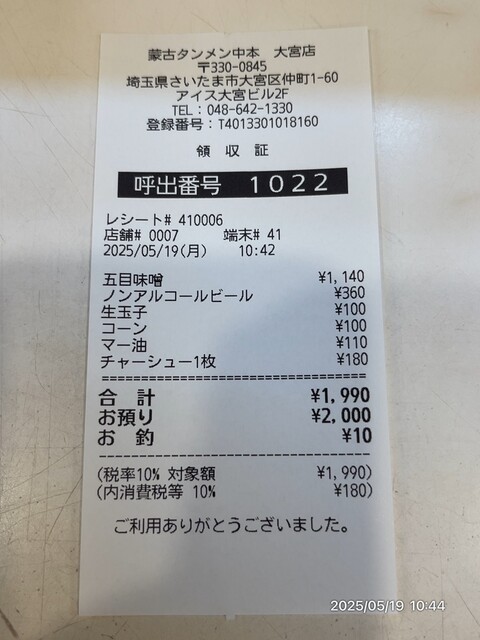 蒙古タンメン中本　大宮店
〒330-0845
埼玉県さいたま市大宮区仲町1-60
アイス大宮ビル2F
TEL：048-642-1330
登録番号：T4013301018160
領 収 証
呼出番号　1022
レシート# 410006
店舗# 0007　　端末# 41
2025/05/19(月)　　10:42
五目味噌　¥1,140
ノンアルコールビール　¥360
生玉子　¥100
コーン　¥100
マー油　¥110
チャーシュー1枚　¥180
合　計　¥1,990
お預り　¥2,000
お　釣　¥10
(税率10% 対象額　¥1,990)
(内消費税等 10%　¥180)
ご利用ありがとうございました。
2025/05/19 10:44